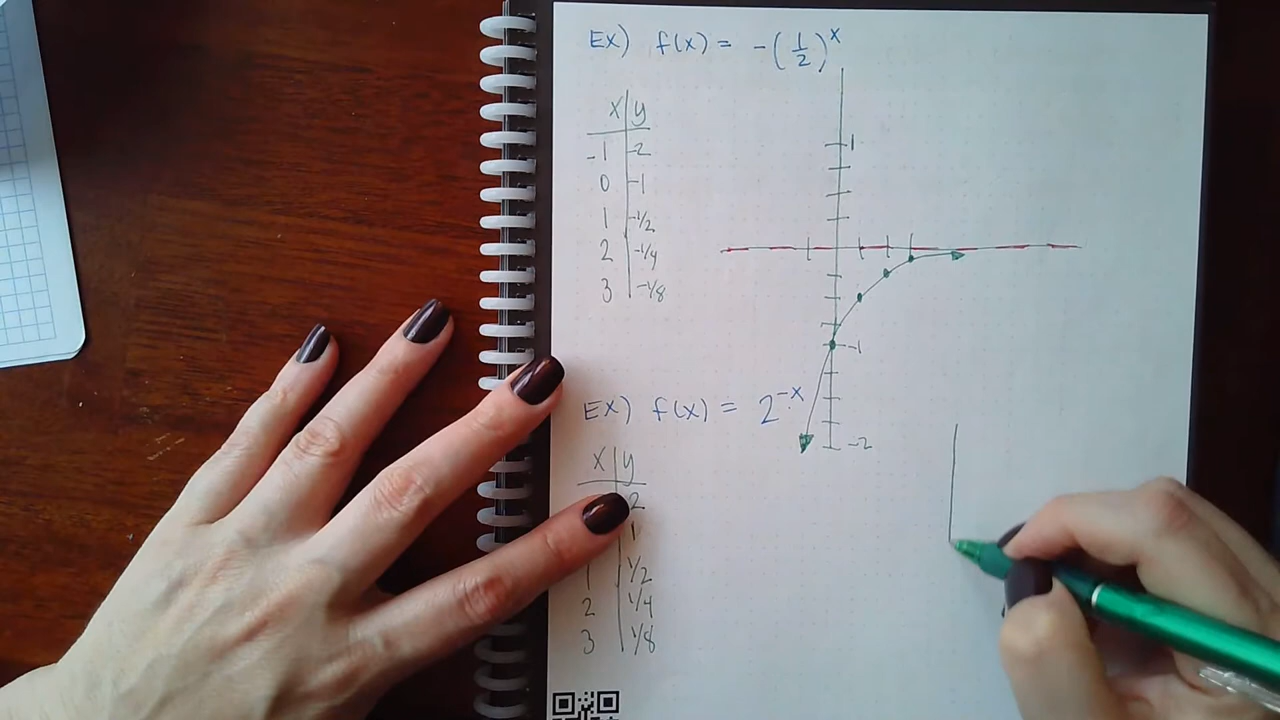 EX) f(x) = -(1/2)^x
x | y
-1 | -2
0 | -1
1 | -1/2
2 | -1/4
3 | -1/8
1
-1
-2
EX) f(x) = 2^-x
x | y
2
1
1 | 1/2
2 | 1/4
3 | 1/8